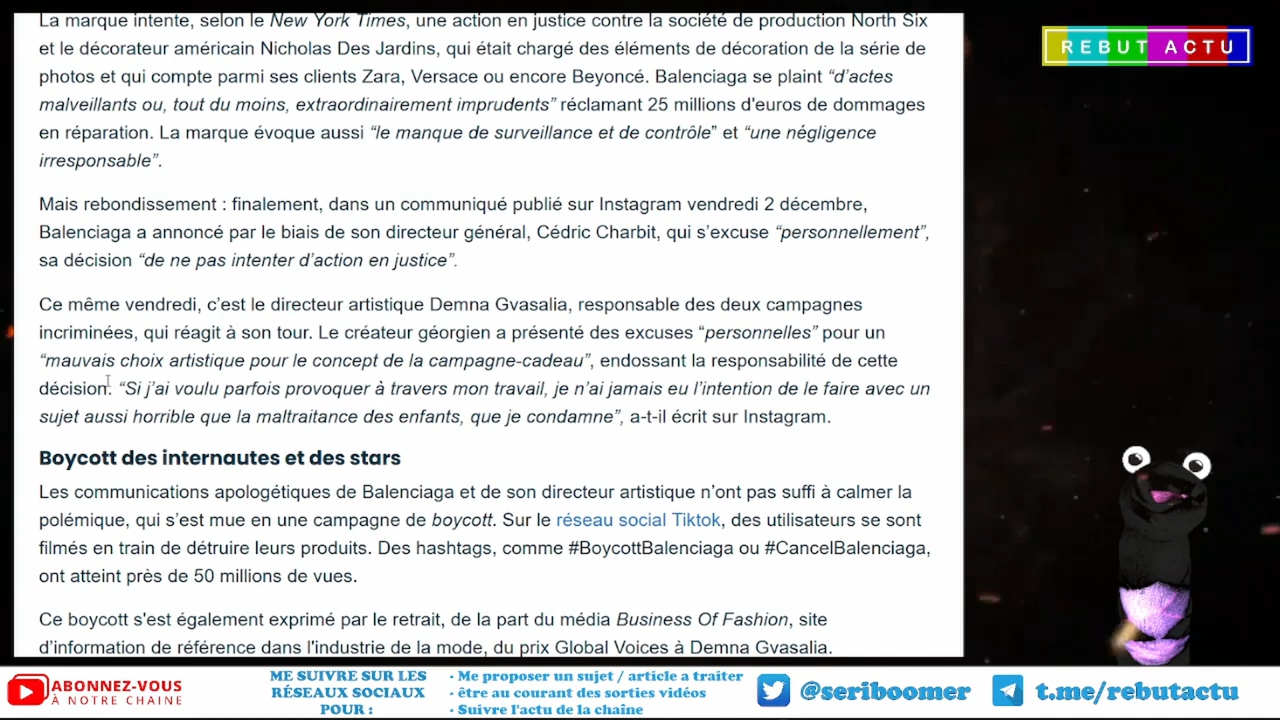 La marque intente, selon le New York Times, une action en justice contre la société de production North Six
et le décorateur américain Nicholas Des Jardins, qui était chargé des éléments de décoration de la série de
photos et qui compte parmi ses clients Zara, Versace ou encore Beyoncé. Balenciaga se plaint “d’actes
malveillants ou, tout du moins, extraordinairement imprudents” réclamant 25 millions d'euros de dommages
en réparation. La marque évoque aussi “le manque de surveillance et de contrôle” et “une négligence
irresponsable”.
Mais rebondissement : finalement, dans un communiqué publié sur Instagram vendredi 2 décembre,
Balenciaga a annoncé par le biais de son directeur général, Cédric Charbit, qui s’excuse “personnellement”,
sa décision “de ne pas intenter d’action en justice”.
Ce même vendredi, c’est le directeur artistique Demna Gvasalia, responsable des deux campagnes
incriminées, qui réagit à son tour. Le créateur géorgien a présenté des excuses “personnelles” pour un
“mauvais choix artistique pour le concept de la campagne-cadeau”, endossant la responsabilité de cette
décision. “Si j’ai voulu parfois provoquer à travers mon travail, je n’ai jamais eu l’intention de le faire avec un
sujet aussi horrible que la maltraitance des enfants, que je condamne”, a-t-il écrit sur Instagram.
Boycott des internautes et des stars
Les communications apologétiques de Balenciaga et de son directeur artistique n’ont pas suffi à calmer la
polémique, qui s’est mue en une campagne de boycott. Sur le réseau social Tiktok, des utilisateurs se sont
filmés en train de détruire leurs produits. Des hashtags, comme #BoycottBalenciaga ou #CancelBalenciaga,
ont atteint près de 50 millions de vues.
Ce boycott s'est également exprimé par le retrait, de la part du média Business Of Fashion, site
d’information de référence dans l'industrie de la mode, du prix Global Voices à Demna Gvasalia.
REBUT ACTU
ABONNEZ-VOUS
À NOTRE CHAINE
ME SUIVRE SUR LES
RÉSEAUX SOCIAUX
POUR :
· Me proposer un sujet / article a traiter
· être au courant des sorties vidéos
· Suivre l'actu de la chaîne
@seriboomer
t.me/rebutactu